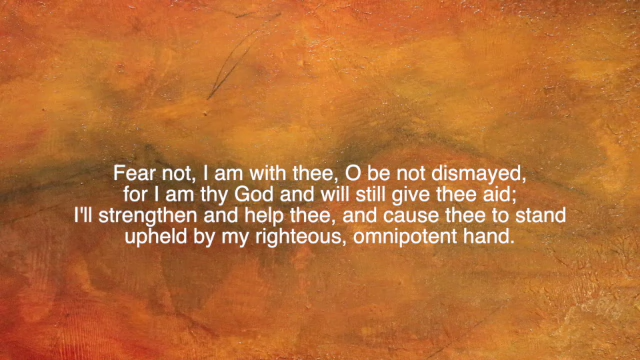 Fear not, I am with thee, O be not dismayed,
for I am thy God and will still give thee aid;
I'll strengthen and help thee, and cause thee to stand
upheld by my righteous, omnipotent hand.